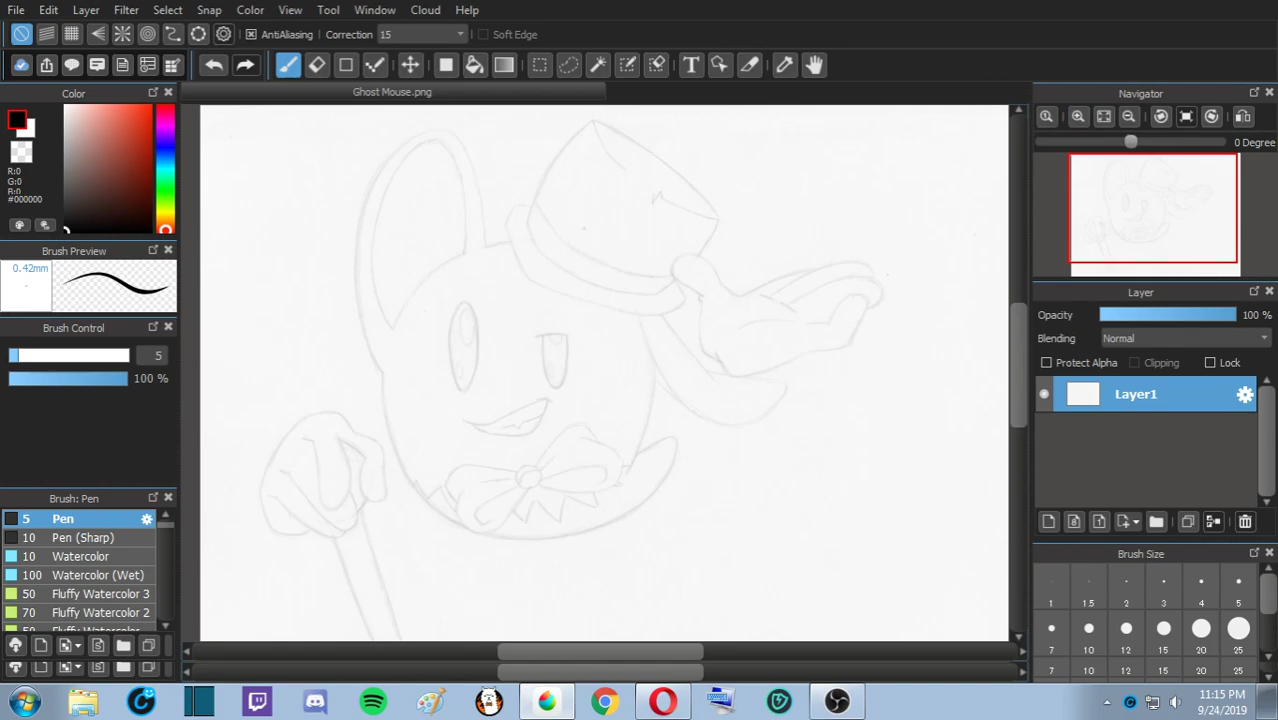 File Edit Layer Select Snap Color View Tool Window Cloud Help
AntiAliasing Correction 15 Soft Edge
T
Color
Ghost Mouse.png
Navigator
0 Degree
R:0
G:0
B:0
#000000
Brush Preview
0.42mm
Brush Control
5
100 %
Layer
Opacity 100 %
Blending Normal
Protect Alpha Clipping Lock
Layer1
Brush: Pen
5 Pen
10 Pen (Sharp)
10 Watercolor
100 Watercolor (Wet)
50 Fluffy Watercolor 3
70 Fluffy Watercolor 2
Brush Size
1 1.5 2 3 4 5
7 10 12 15 20 25
7 10 12 15 20 25
11:15 PM
9/24/2019